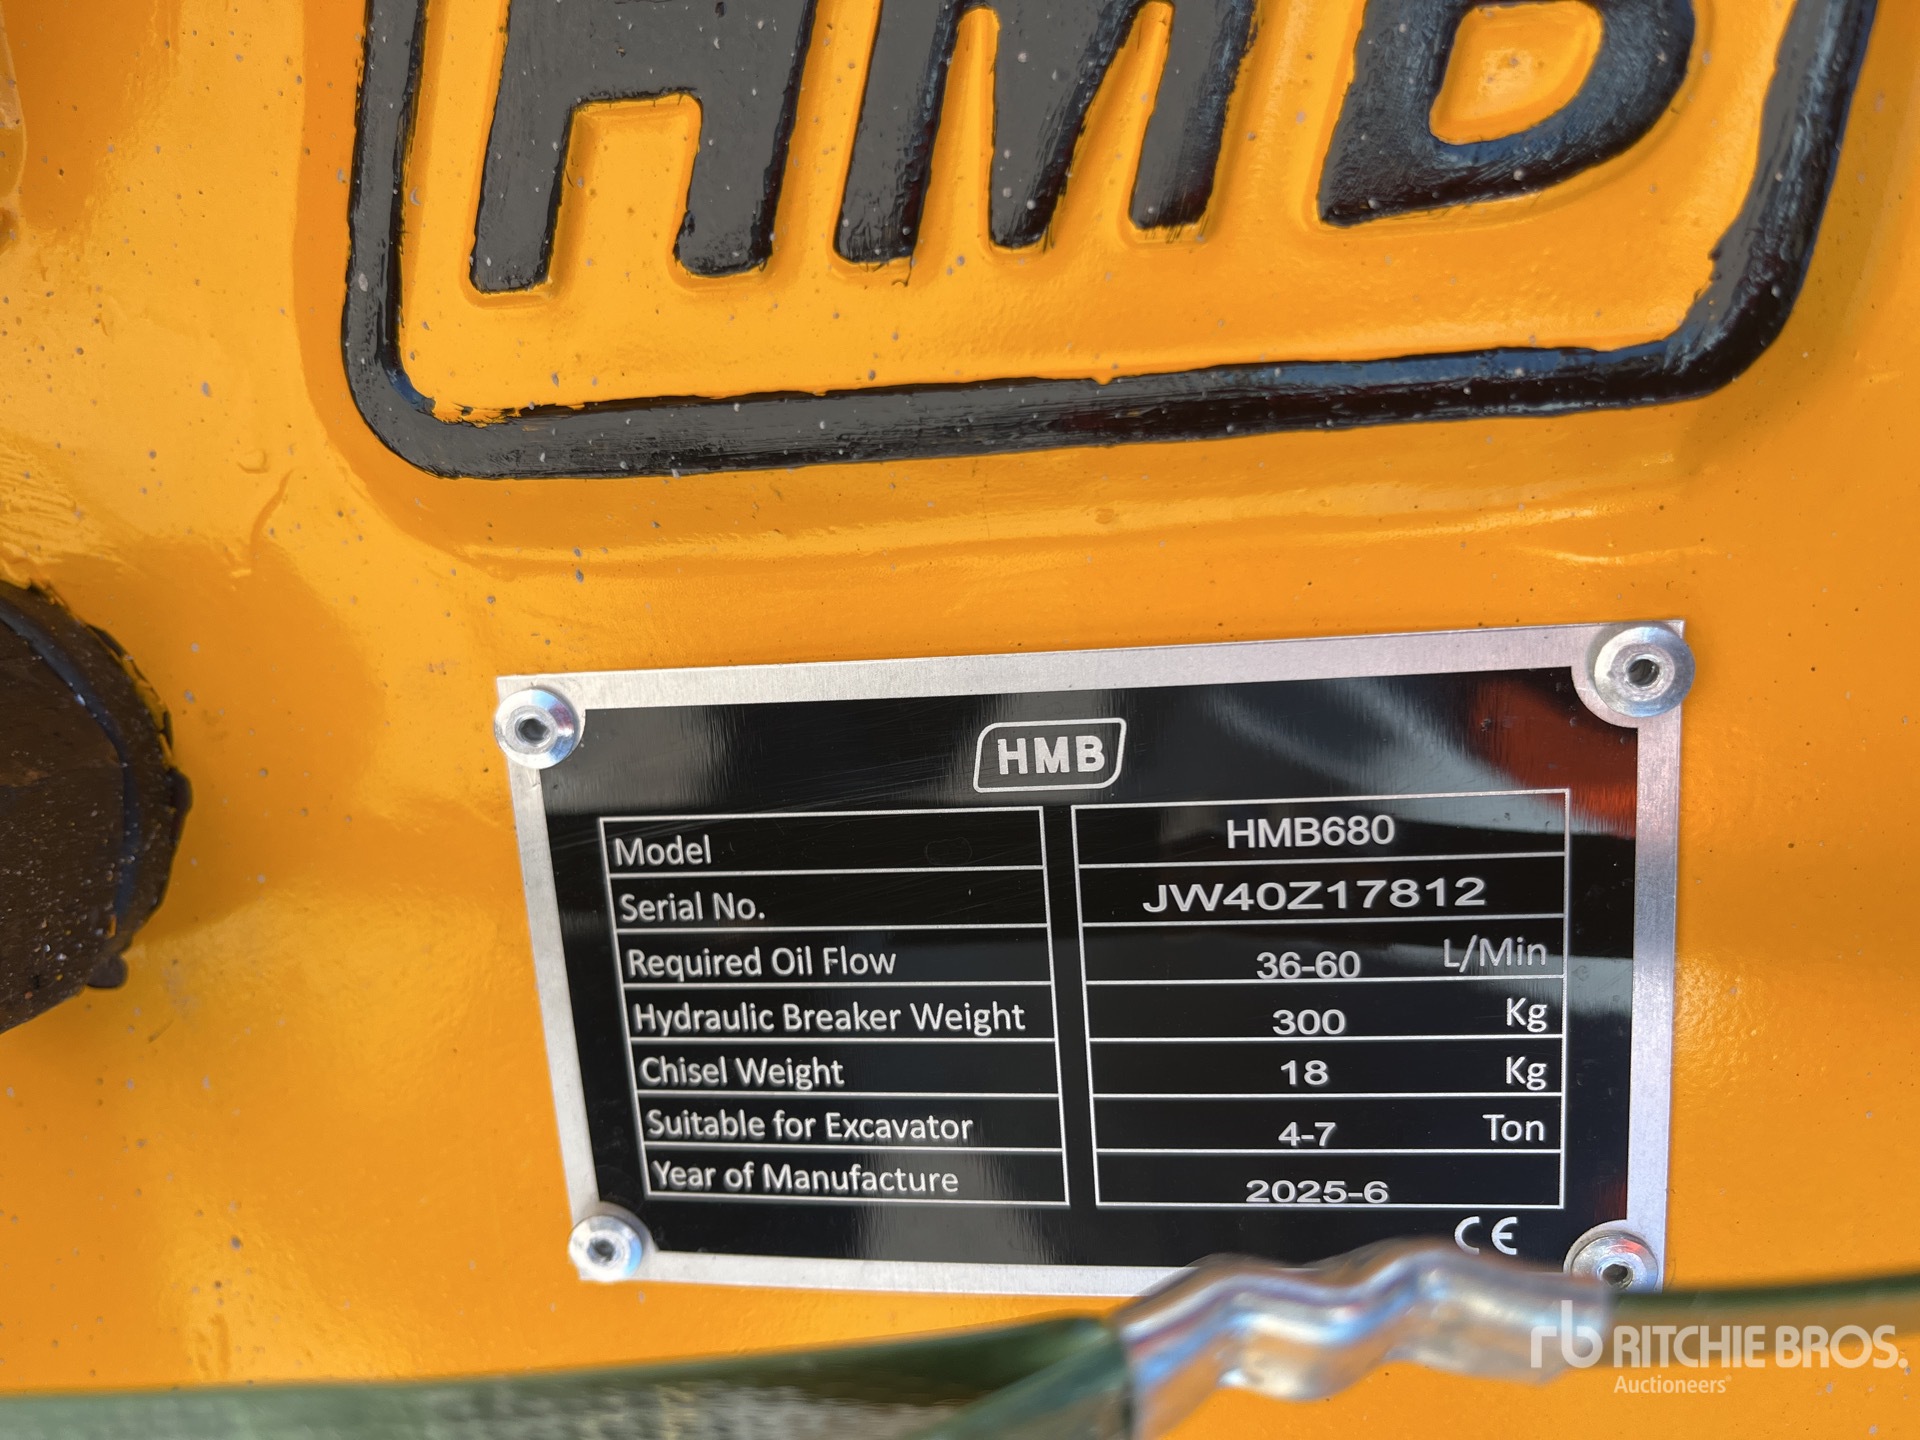 HMB
HMB
Model HMB680
Serial No. JW40Z17812
Required Oil Flow 36-60 L/Min
Hydraulic Breaker Weight 300 Kg
Chisel Weight 18 Kg
Suitable for Excavator 4-7 Ton
Year of Manufacture 2025-6
CE
rb RITCHIE BROS.
Auctioneers